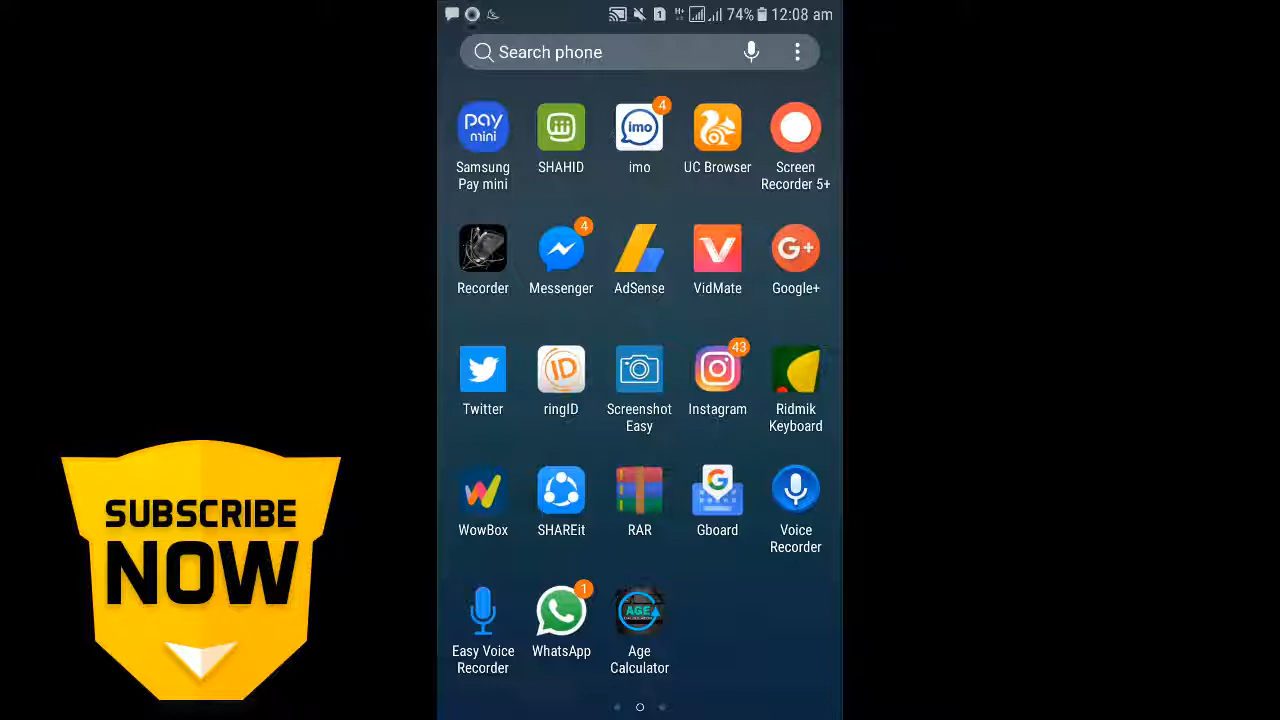 1 H+ 74% 12:08 am
Search phone
pay
mini
imo
4
Samsung
Pay mini
SHAHID
imo
UC Browser
Screen
Recorder 5+
4
G+
Recorder
Messenger
AdSense
VidMate
Google+
ID
43
Twitter
ringID
Screenshot
Easy
Instagram
Ridmik
Keyboard
G
WowBox
SHAREit
RAR
Gboard
Voice
Recorder
1
AGE
Easy Voice
Recorder
WhatsApp
Age
Calculator
SUBSCRIBE
NOW